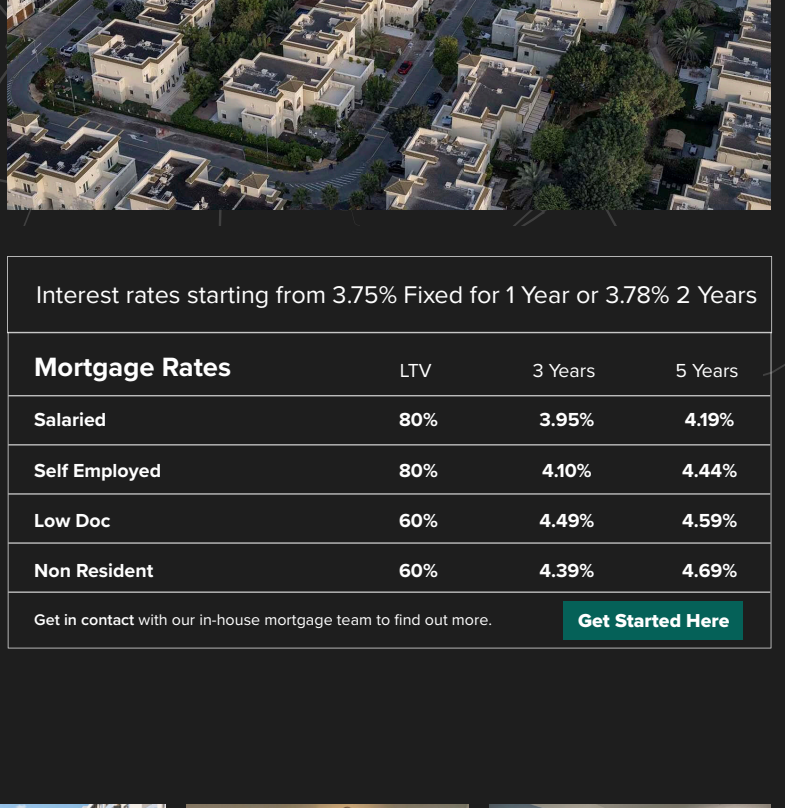 Interest rates starting from 3.75% Fixed for 1 Year or 3.78% 2 Years
Mortgage Rates LTV 3 Years 5 Years
Salaried 80% 3.95% 4.19%
Self Employed 80% 4.10% 4.44%
Low Doc 60% 4.49% 4.59%
Non Resident 60% 4.39% 4.69%
Get in contact with our in-house mortgage team to find out more. Get Started Here